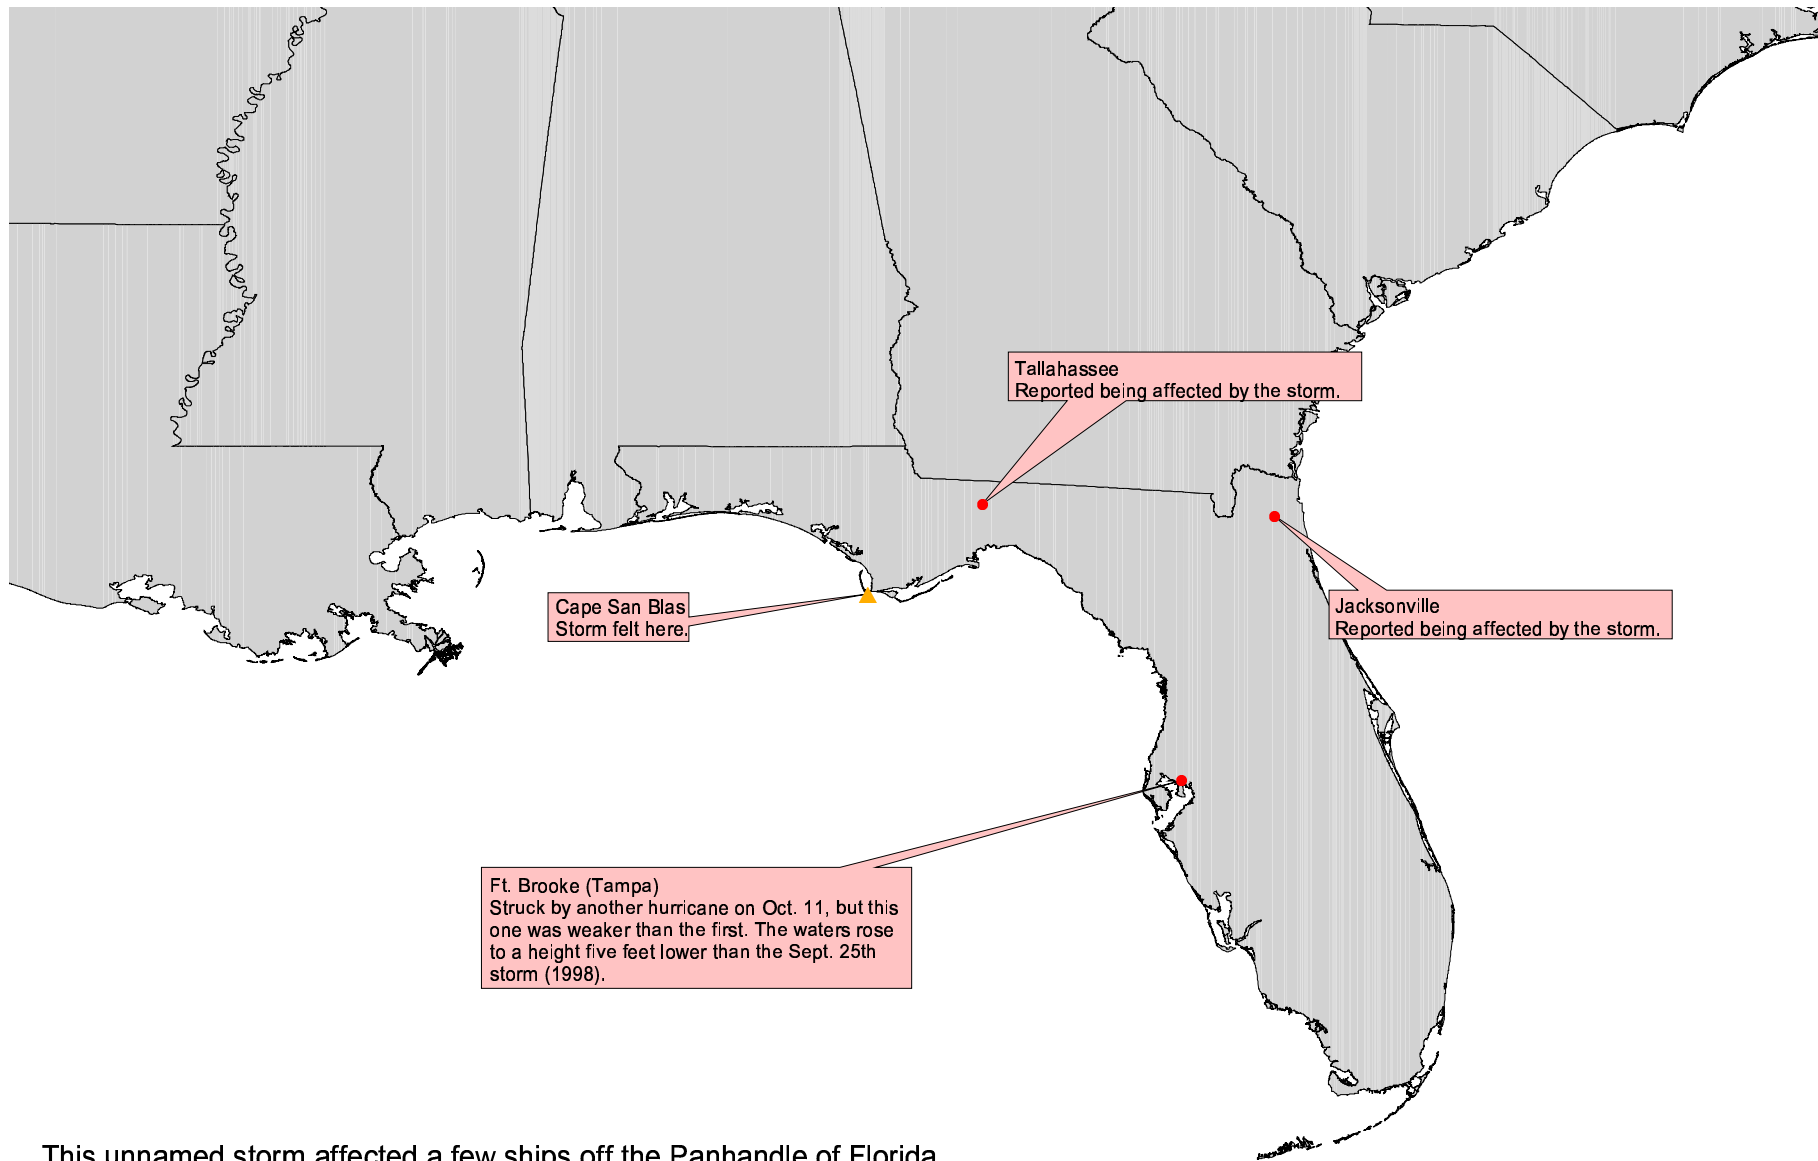 Tallahassee
Reported being affected by the storm.
Cape San Blas
Storm felt here.
Jacksonville
Reported being affected by the storm.
Ft. Brooke (Tampa)
Struck by another hurricane on Oct. 11, but this
one was weaker than the first. The waters rose
to a height five feet lower than the Sept. 25th
storm (1998).
This unnamed storm affected a few ships off the Panhandle of Florida